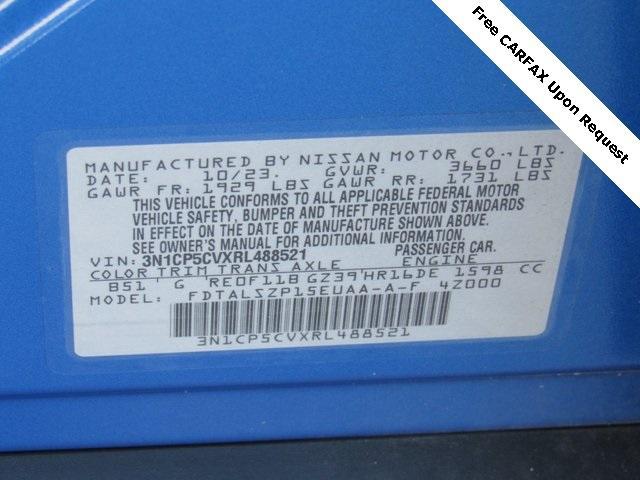 Free CARFAX Upon Request
MANUFACTURED BY NISSAN MOTOR CO., LTD.
DATE: 10/23. GVWR: 3660 LBS
GAWR FR: 1929 LBS GAWR RR: 1731 LBS
THIS VEHICLE CONFORMS TO ALL APPLICABLE FEDERAL MOTOR
VEHICLE SAFETY, BUMPER AND THEFT PREVENTION STANDARDS
IN EFFECT ON THE DATE OF MANUFACTURE SHOWN ABOVE.
IT'S OWNER'S MANUAL FOR ADDITIONAL INFORMATION.
VIN: 3N1CP5CVXRL488521 PASSENGER CAR.
COLOR TRIM TRANS AXLE ENGINE
B51 G RE0F11B GZ39 HR16DE 1598 CC
MODEL: FDTALSZP15EUAA-A-F 4Z000
3N1CP5CVXRL488521